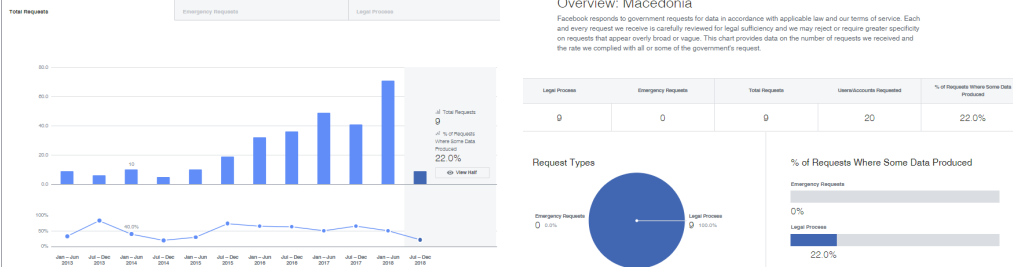 Total Requests
Emergency Requests
Legal Process
80.0
60.0
40.0
20.0
0.0
10
Total Requests
9
% of Requests
Where Some Data
Produced
22.0%
View Half
100%
50%
0%
40.0%
Jan – Jun 2013
Jul – Dec 2013
Jan – Jun 2014
Jul – Dec 2014
Jan – Jun 2015
Jul – Dec 2015
Jan – Jun 2016
Jul – Dec 2016
Jan – Jun 2017
Jul – Dec 2017
Jan – Jun 2018
Jul – Dec 2018
Overview: Macedonia
Facebook responds to government requests for data in accordance with applicable law and our terms of service. Each
and every request we receive is carefully reviewed for legal sufficiency and we may reject or require greater specificity
on requests that appear overly broad or vague. This chart provides data on the number of requests we received and
the rate we complied with all or some of the government's request.
Legal Process
Emergency Requests
Total Requests
Users/Accounts Requested
% of Requests Where Some Data
Produced
9
0
9
20
22.0%
Request Types
Emergency Requests
0 0.0%
Legal Process
9 100.0%
% of Requests Where Some Data Produced
Emergency Requests
0%
Legal Process
22.0%